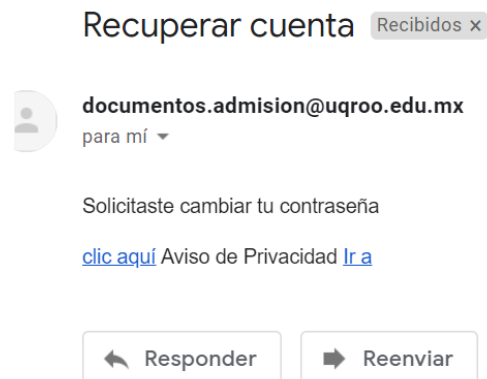 Recuperar cuenta Recibidos x
documentos.admision@uqroo.edu.mx
para mí
Solicitaste cambiar tu contraseña
clic aquí Aviso de Privacidad Ir a
Responder Reenviar